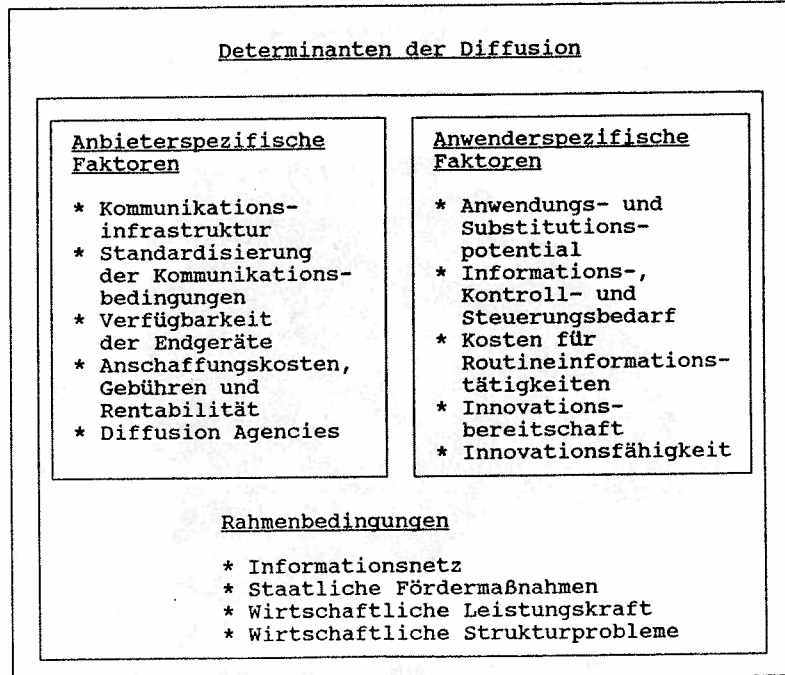 Determinanten der Diffusion
Anbieterspezifische
Faktoren
* Kommunikations-
infrastruktur
* Standardisierung
der Kommunikations-
bedingungen
* Verfügbarkeit
der Endgeräte
* Anschaffungskosten,
Gebühren und
Rentabilität
* Diffusion Agencies
Anwenderspezifische
Faktoren
* Anwendungs- und
Substitutions-
potential
* Informations-,
Kontroll- und
Steuerungsbedarf
* Kosten für
Routineinformations-
tätigkeiten
* Innovations-
bereitschaft
* Innovationsfähigkeit
Rahmenbedingungen
* Informationsnetz
* Staatliche Fördermaßnahmen
* Wirtschaftliche Leistungskraft
* Wirtschaftliche Strukturprobleme